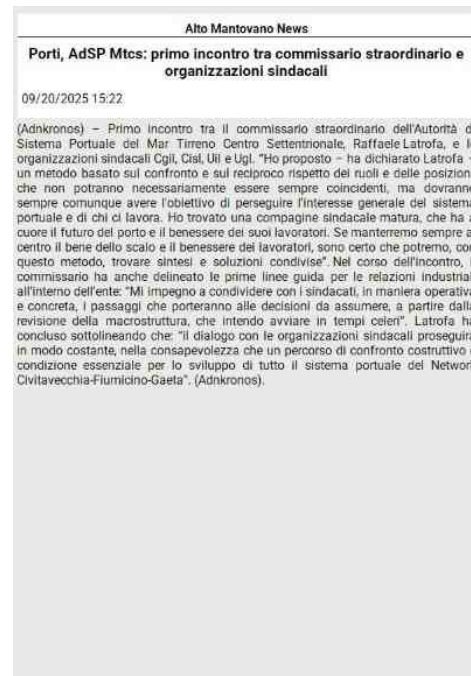 Alto Mantovano News
Porti, AdSP Mtcs: primo incontro tra commissario straordinario e
organizzazioni sindacali
09/20/2025 15:22
(Adnkronos) – Primo incontro tra il commissario straordinario dell'Autorità d
Sistema Portuale del Mar Tirreno Centro Settentrionale, Raffaele Latrofa, e l
organizzazioni sindacali Cgil, Cisl, Uil e Ugl. "Ho proposto – ha dichiarato Latrofa -
un metodo basato sul confronto e sul reciproco rispetto dei ruoli e delle posizion
che non potranno necessariamente essere sempre coincidenti, ma dovrann
sempre comunque avere l'obiettivo di perseguire l'interesse generale del sistema
portuale e di chi ci lavora. Ho trovato una compagine sindacale matura, che ha a
cuore il futuro del porto e il benessere dei suoi lavoratori. Se manterremo sempre a
centro il bene dello scalo e il benessere dei lavoratori, sono certo che potremo, co
questo metodo, trovare sintesi e soluzioni condivise". Nel corso dell'incontro, i
commissario ha anche delineato le prime linee guida per le relazioni industrial
all'interno dell'ente: "Mi impegno a condividere con i sindacati, in maniera operativa
e concreta, i passaggi che porteranno alle decisioni da assumere, a partire dalla
revisione della macrostruttura, che intendo avviare in tempi celeri". Latrofa ha
concluso sottolineando che: "il dialogo con le organizzazioni sindacali proseguirà
in modo costante, nella consapevolezza che un percorso di confronto costruttivo è
condizione essenziale per lo sviluppo di tutto il sistema portuale del Network
Civitavecchia-Fiumicino-Gaeta". (Adnkronos).